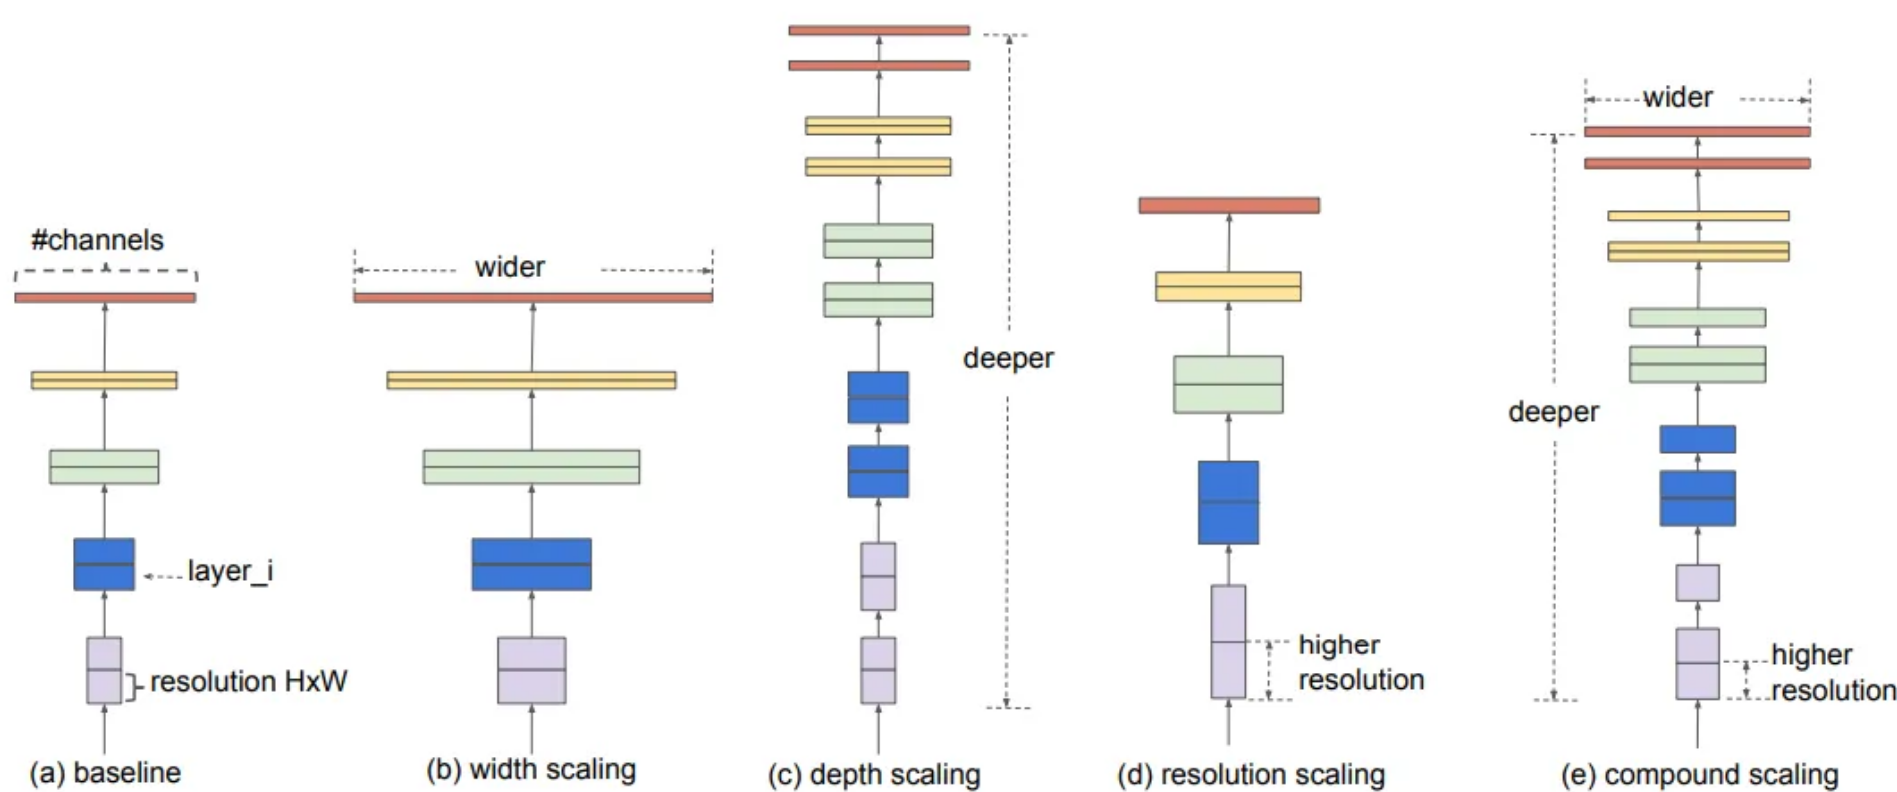 #channels
layer_i
resolution HxW
(a) baseline
wider
(b) width scaling
deeper
(c) depth scaling
higher
resolution
(d) resolution scaling
wider
deeper
higher
resolution
(e) compound scaling